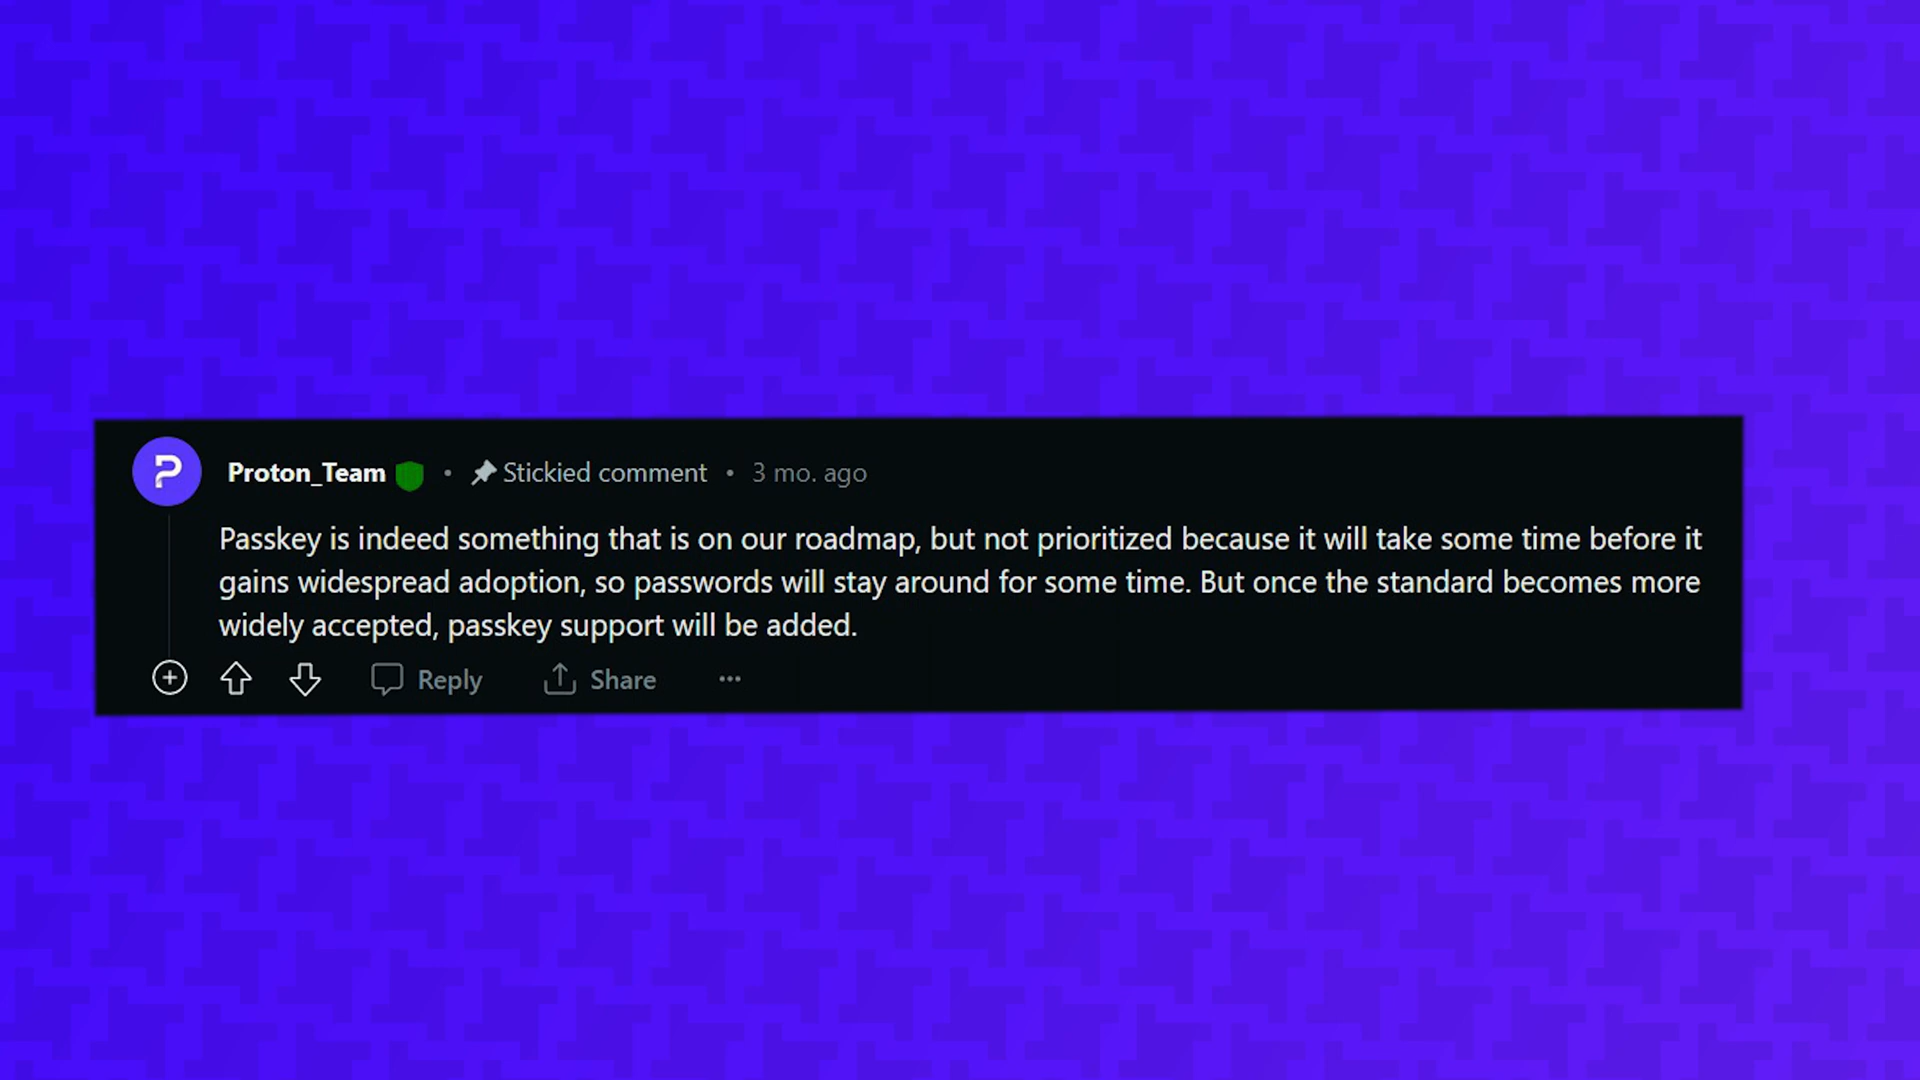 Proton_Team • Stickied comment • 3 mo. ago
Passkey is indeed something that is on our roadmap, but not prioritized because it will take some time before it
gains widespread adoption, so passwords will stay around for some time. But once the standard becomes more
widely accepted, passkey support will be added.
Reply Share ···